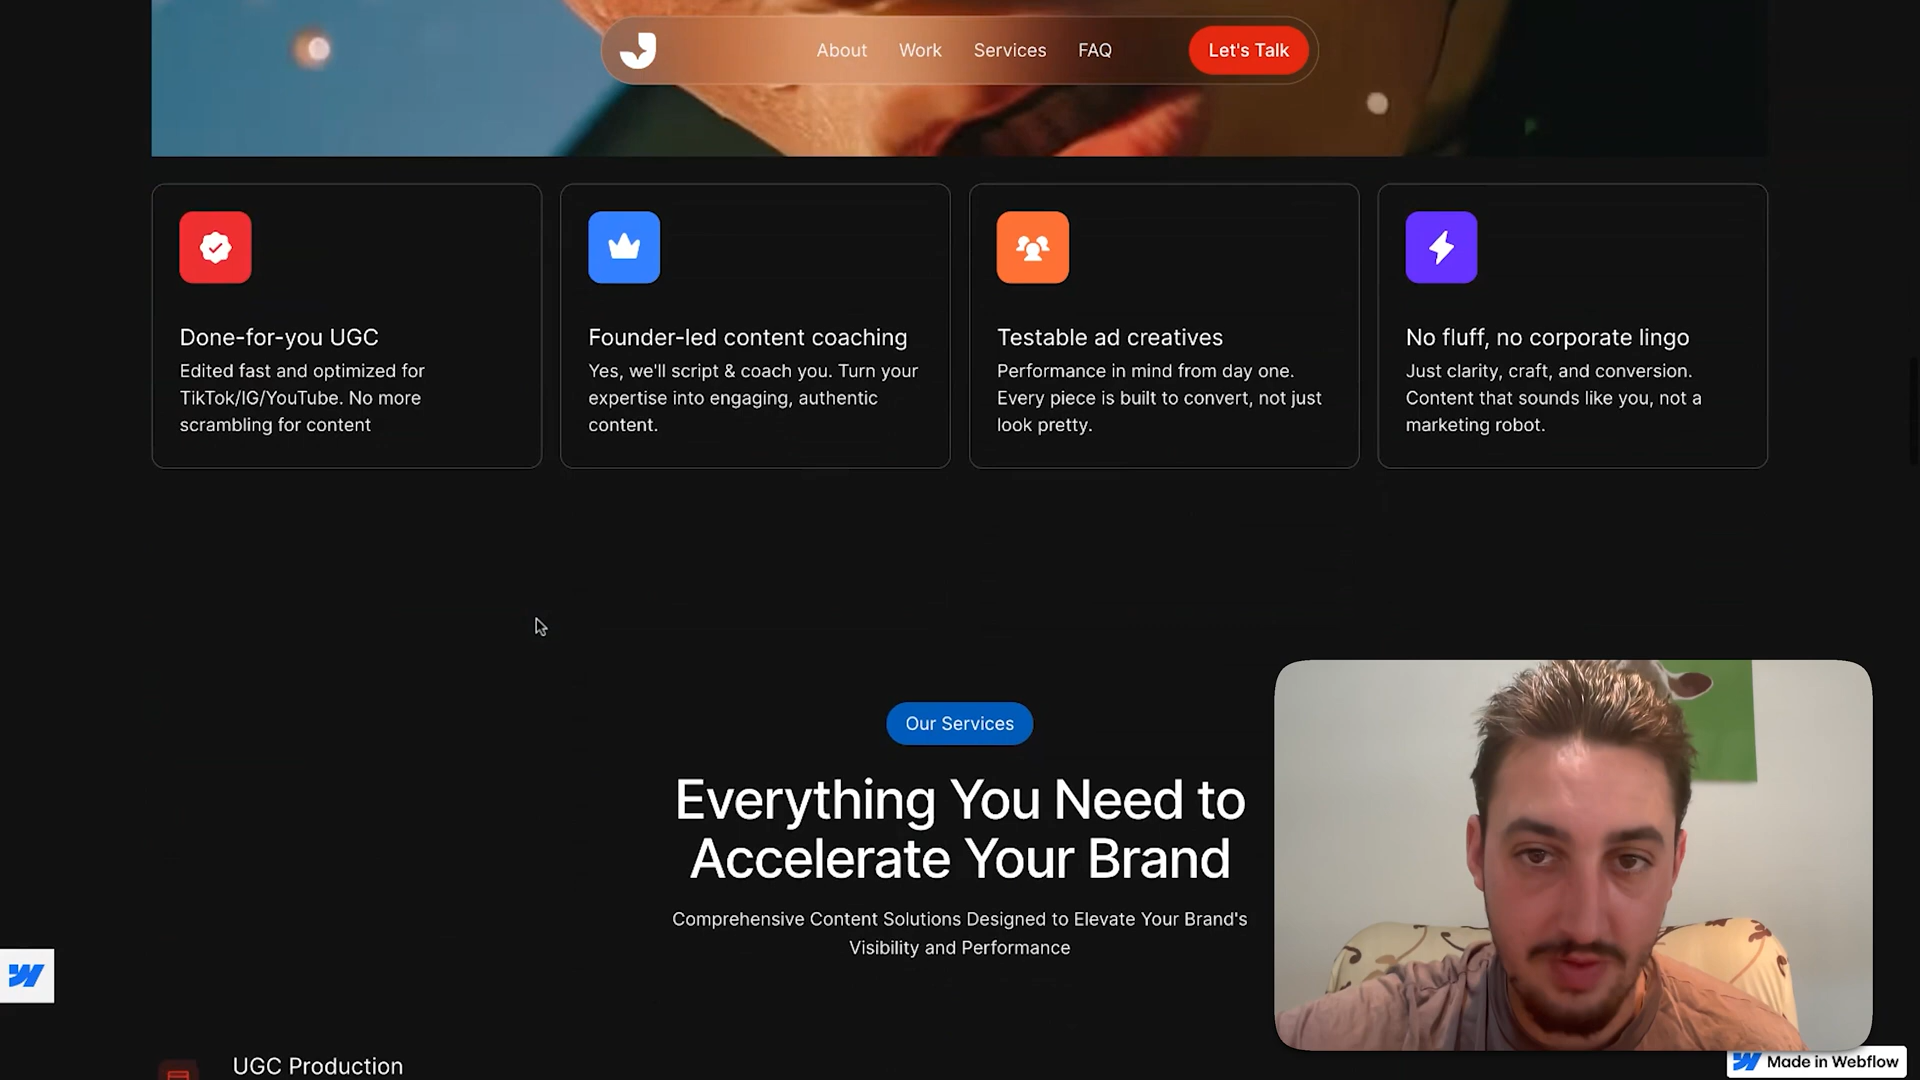 About Work Services FAQ Let's Talk
Done-for-you UGC
Edited fast and optimized for
TikTok/IG/YouTube. No more
scrambling for content
Founder-led content coaching
Yes, we'll script & coach you. Turn your
expertise into engaging, authentic
content.
Testable ad creatives
Performance in mind from day one.
Every piece is built to convert, not just
look pretty.
No fluff, no corporate lingo
Just clarity, craft, and conversion.
Content that sounds like you, not a
marketing robot.
Our Services
Everything You Need to
Accelerate Your Brand
Comprehensive Content Solutions Designed to Elevate Your Brand's
Visibility and Performance
UGC Production
Made in Webflow